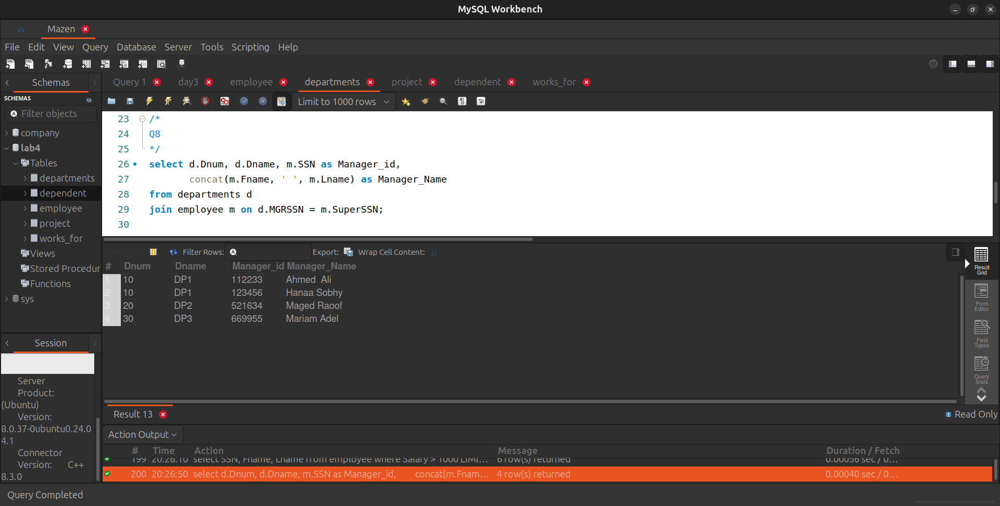 MySQL Workbench
Mazen
File Edit View Query Database Server Tools Scripting Help
Schemas
Query 1 day3 employee departments project dependent works_for
SCHEMAS
Limit to 1000 rows
Filter objects
company
lab4
Tables
departments
dependent
employee
project
works_for
Views
Stored Procedur
Functions
sys
23 /*
24 Q8
25 */
26 select d.Dnum, d.Dname, m.SSN as Manager_id,
27 concat(m.Fname, ' ', m.Lname) as Manager_Name
28 from departments d
29 join employee m on d.MGRSSN = m.SuperSSN;
30
Filter Rows: Export: Wrap Cell Content:
# Dnum Dname Manager_id Manager_Name
1 10 DP1 112233 Ahmed  Ali
2 10 DP1 123456 Hanaa Sobhy
3 20 DP2 521634 Maged Raoof
4 30 DP3 669955 Mariam Adel
Result
Grid
Form
Editor
Field
Types
Query
Stats
Session
Server
Product:
(Ubuntu)
Version:
8.0.37-0ubuntu0.24.0
4.1
Connector
Version: C++
8.3.0
Result 13
Read Only
Action Output
# Time Action Message Duration / Fetch
199 20:26:10 select SSN, Fname, Lname from employee where Salary > 1000 LIMI... 6 row(s) returned 0.00056 sec / 0...
200 20:26:50 select d.Dnum, d.Dname, m.SSN as Manager_id, concat(m.Fnam... 4 row(s) returned 0.00040 sec / 0...
Query Completed